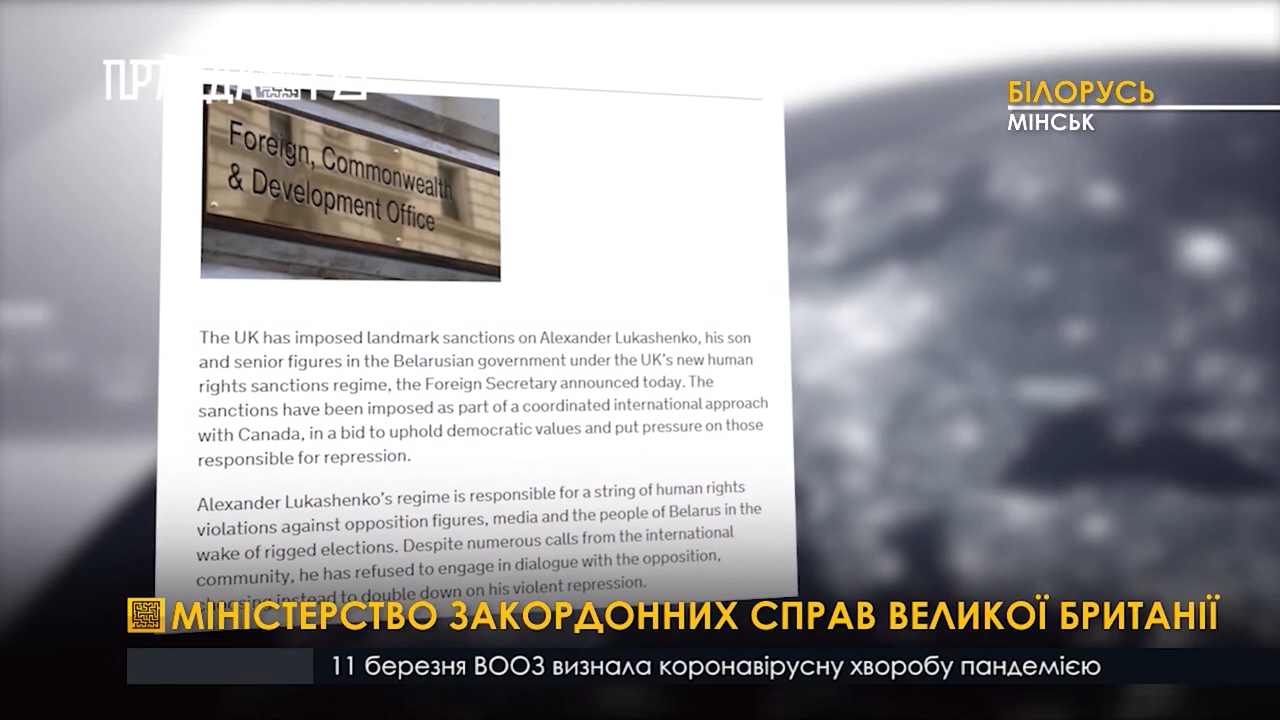 БІЛОРУСЬ
МІНСЬК
Foreign, Commonwealth
& Development Office
The UK has imposed landmark sanctions on Alexander Lukashenko, his son
and senior figures in the Belarusian government under the UK's new human
rights sanctions regime, the Foreign Secretary announced today. The
sanctions have been imposed as part of a coordinated international approach
with Canada, in a bid to uphold democratic values and put pressure on those
responsible for repression.
Alexander Lukashenko's regime is responsible for a string of human rights
violations against opposition figures, media and the people of Belarus in the
wake of rigged elections. Despite numerous calls from the international
community, he has refused to engage in dialogue with the opposition,
instead to double down on his violent repression.
МІНІСТЕРСТВО ЗАКОРДОННИХ СПРАВ ВЕЛИКОЇ БРИТАНІЇ
11 березня ВООЗ визнала коронавірусну хворобу пандемією